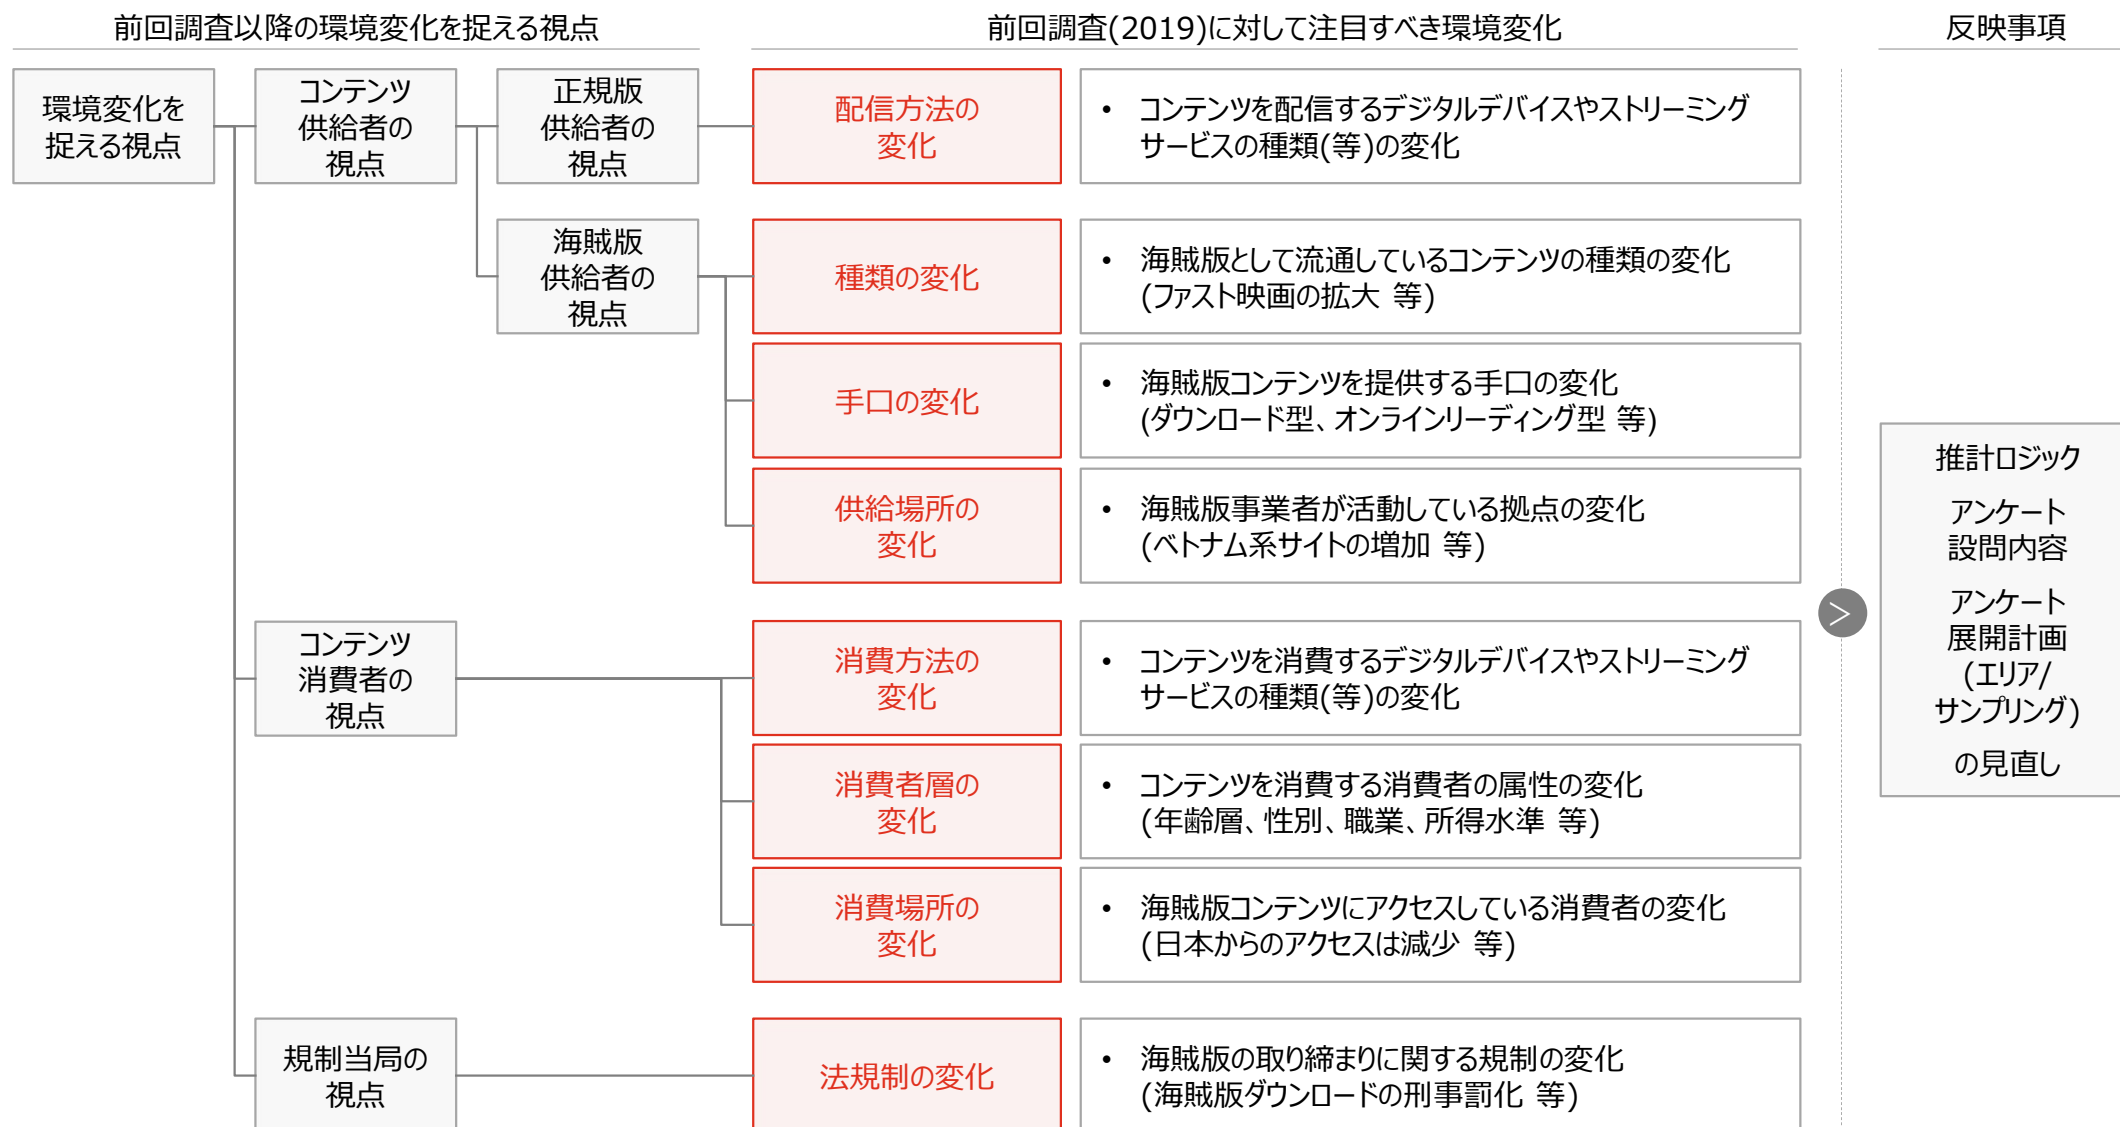 前回調査以降の環境変化を捉える視点
前回調査(2019)に対して注目すべき環境変化
反映事項
環境変化を
捉える視点
コンテンツ
供給者の
視点
正規版
供給者の
視点
配信方法の
変化
• コンテンツを配信するデジタルデバイスやストリーミング
サービスの種類(等)の変化
海賊版
供給者の
視点
種類の変化
• 海賊版として流通しているコンテンツの種類の変化
(ファスト映画の拡大 等)
手口の変化
• 海賊版コンテンツを提供する手口の変化
(ダウンロード型、オンラインリーディング型 等)
供給場所の
変化
• 海賊版事業者が活動している拠点の変化
(ベトナム系サイトの増加 等)
コンテンツ
消費者の
視点
消費方法の
変化
• コンテンツを消費するデジタルデバイスやストリーミング
サービスの種類(等)の変化
消費者層の
変化
• コンテンツを消費する消費者の属性の変化
(年齢層、性別、職業、所得水準 等)
消費場所の
変化
• 海賊版コンテンツにアクセスしている消費者の変化
(日本からのアクセスは減少 等)
規制当局の
視点
法規制の変化
• 海賊版の取り締まりに関する規制の変化
(海賊版ダウンロードの刑事罰化 等)
>
推計ロジック
アンケート
設問内容
アンケート
展開計画
(エリア/
サンプリング)
の見直し